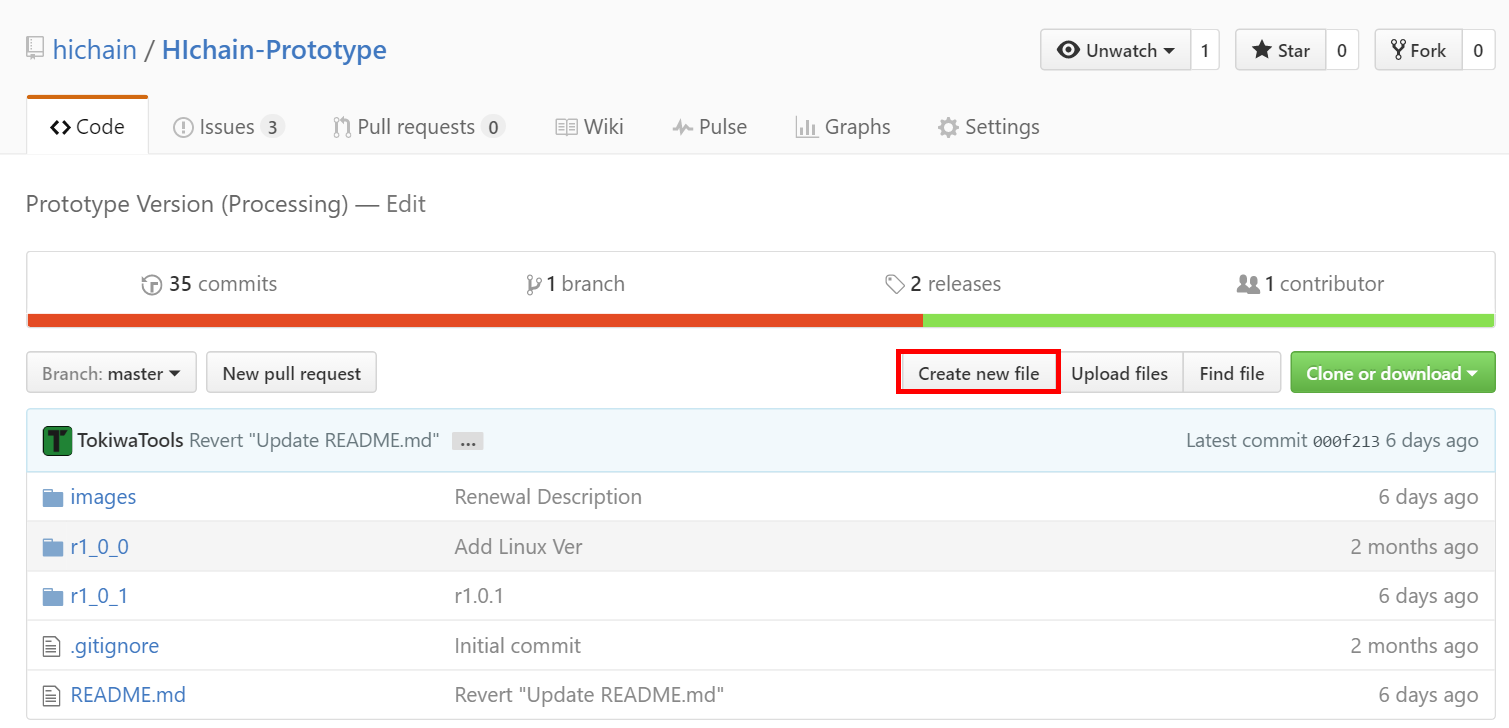 hichain / HIchain-Prototype
Unwatch 1 Star 0 Fork 0
Code Issues 3 Pull requests 0 Wiki Pulse Graphs Settings
Prototype Version (Processing) — Edit
35 commits 1 branch 2 releases 1 contributor
Branch: master New pull request Create new file Upload files Find file Clone or download
TokiwaTools Revert "Update README.md" ... Latest commit 000f213 6 days ago
images Renewal Description 6 days ago
r1_0_0 Add Linux Ver 2 months ago
r1_0_1 r1.0.1 6 days ago
.gitignore Initial commit 2 months ago
README.md Revert "Update README.md" 6 days ago